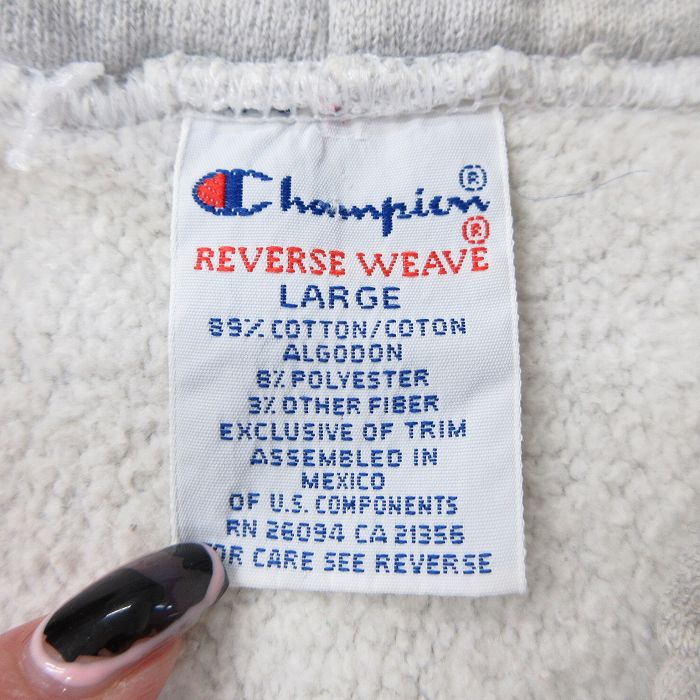 Champion ®
REVERSE WEAVE ®
LARGE
89% COTTON/COTON
ALGODON
8% POLYESTER
3% OTHER FIBER
EXCLUSIVE OF TRIM
ASSEMBLED IN
MEXICO
OF U.S. COMPONENTS
RN 26094 CA 21356
OR CARE SEE REVERSE